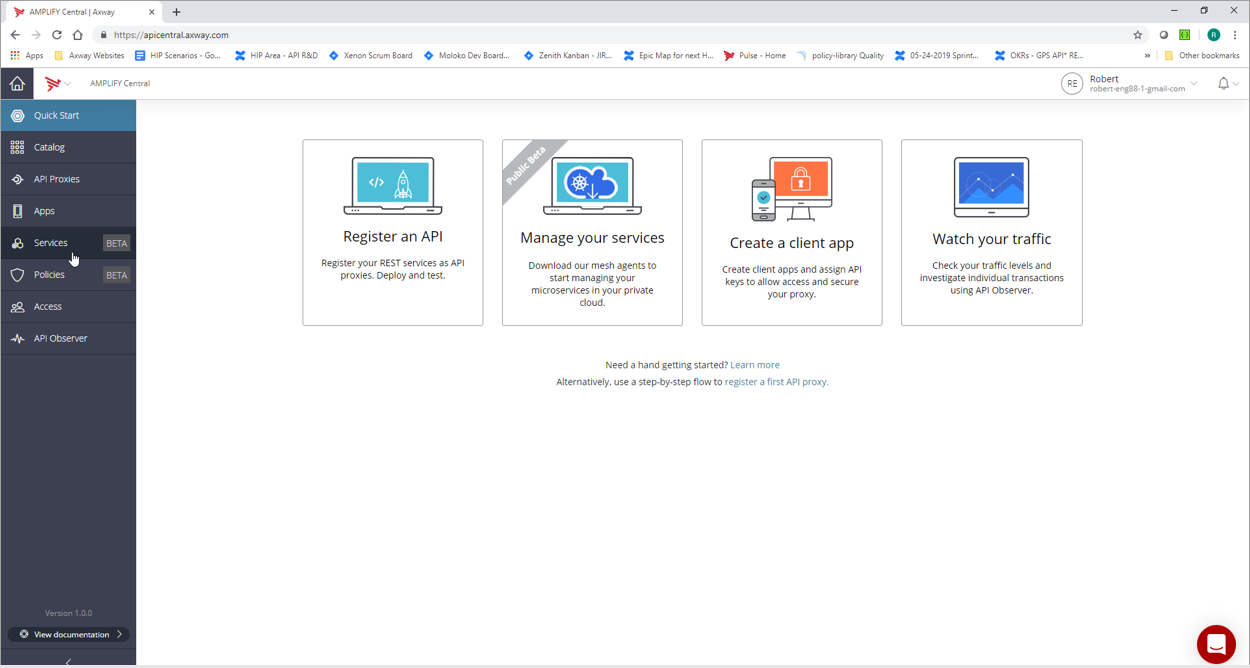 AMPLIFY Central | Axway
https://apicentral.axway.com
R
Apps
Axway Websites
HIP Scenarios - Go...
HIP Area - API R&D
Xenon Scrum Board
Moloko Dev Board...
Zenith Kanban - JIR...
Epic Map for next H...
Pulse - Home
policy-library Quality
05-24-2019 Sprint...
OKRs - GPS API* RE...
»
Other bookmarks
AMPLIFY Central
RE
Robert
robert-eng88-1-gmail-com
Quick Start
Catalog
API Proxies
Apps
Services BETA
Policies BETA
Access
API Observer
Version 1.0.0
View documentation
Register an API
Register your REST services as API
proxies. Deploy and test.
Public Beta
Manage your services
Download our mesh agents to
start managing your
microservices in your private
cloud.
Create a client app
Create client apps and assign API
keys to allow access and secure
your proxy.
Watch your traffic
Check your traffic levels and
investigate individual transactions
using API Observer.
Need a hand getting started? Learn more
Alternatively, use a step-by-step flow to register a first API proxy.